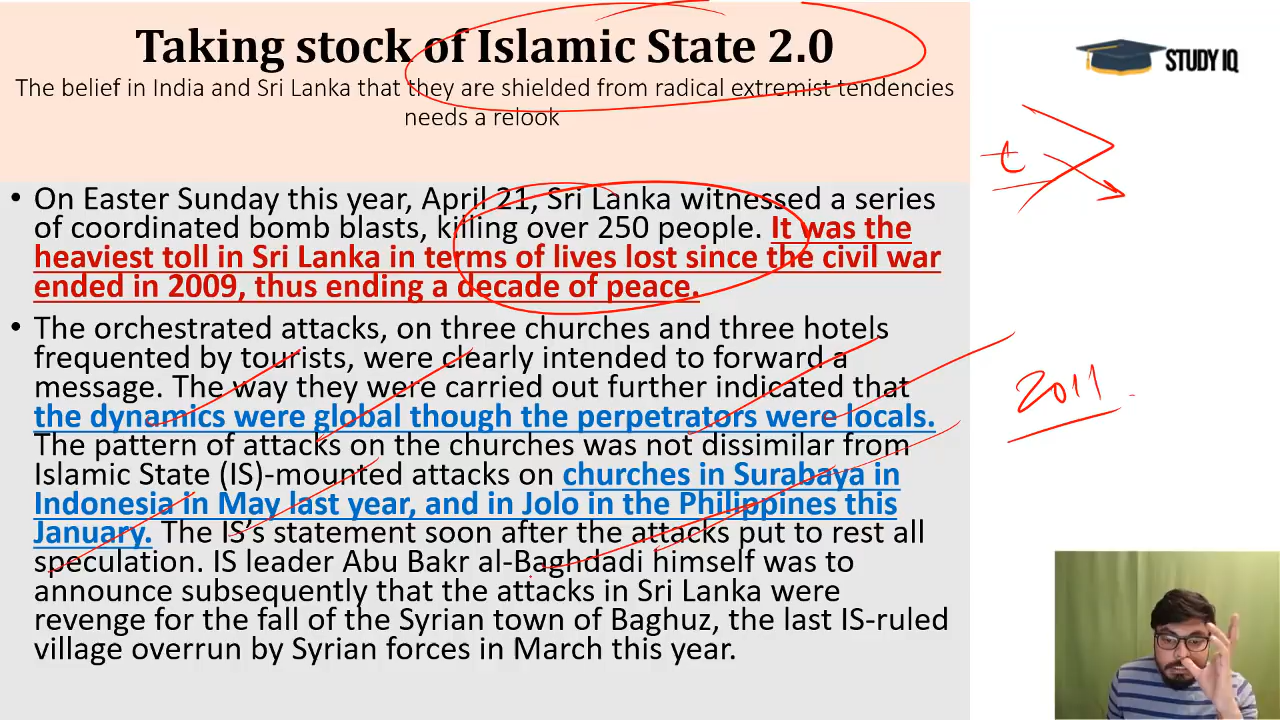 Taking stock of Islamic State 2.0
The belief in India and Sri Lanka that they are shielded from radical extremist tendencies
needs a relook
STUDY IQ
• On Easter Sunday this year, April 21, Sri Lanka witnessed a series
of coordinated bomb blasts, killing over 250 people. It was the
heaviest toll in Sri Lanka in terms of lives lost since the civil war
ended in 2009, thus ending a decade of peace.
• The orchestrated attacks, on three churches and three hotels
frequented by tourists, were clearly intended to forward a
message. The way they were carried out further indicated that
the dynamics were global though the perpetrators were locals.
The pattern of attacks on the churches was not dissimilar from
Islamic State (IS)-mounted attacks on churches in Surabaya in
Indonesia in May last year, and in Jolo in the Philippines this
January. The IS’s statement soon after the attacks put to rest all
speculation. IS leader Abu Bakr al-Baghdadi himself was to
announce subsequently that the attacks in Sri Lanka were
revenge for the fall of the Syrian town of Baghuz, the last IS-ruled
village overrun by Syrian forces in March this year.
2011